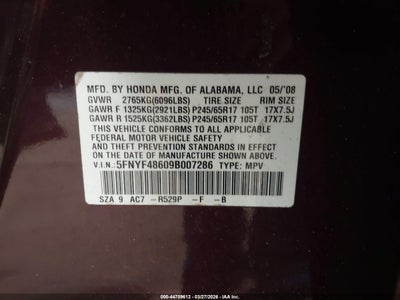 MFD. BY HONDA MFG. OF ALABAMA, LLC 05/'08
GVWR 2765KG(6096LBS) TIRE SIZE RIM SIZE
GAWR F 1325KG(2921LBS) P245/65R17 105T 17X7.5J
GAWR R 1525KG(3362LBS) P245/65R17 105T 17X7.5J
THIS VEHICLE CONFORMS TO ALL APPLICABLE
FEDERAL MOTOR VEHICLE SAFETY
AND THEFT PREVENTION STANDARDS IN EFFECT ON
THE DATE OF MANUFACTURE SHOWN ABOVE.
V.I.N: 5FNYF48609B007286 TYPE: MPV
SZA 9 AC7 -R529P -F -B
000-44709612 - 03/27/2026 - IAA, Inc.